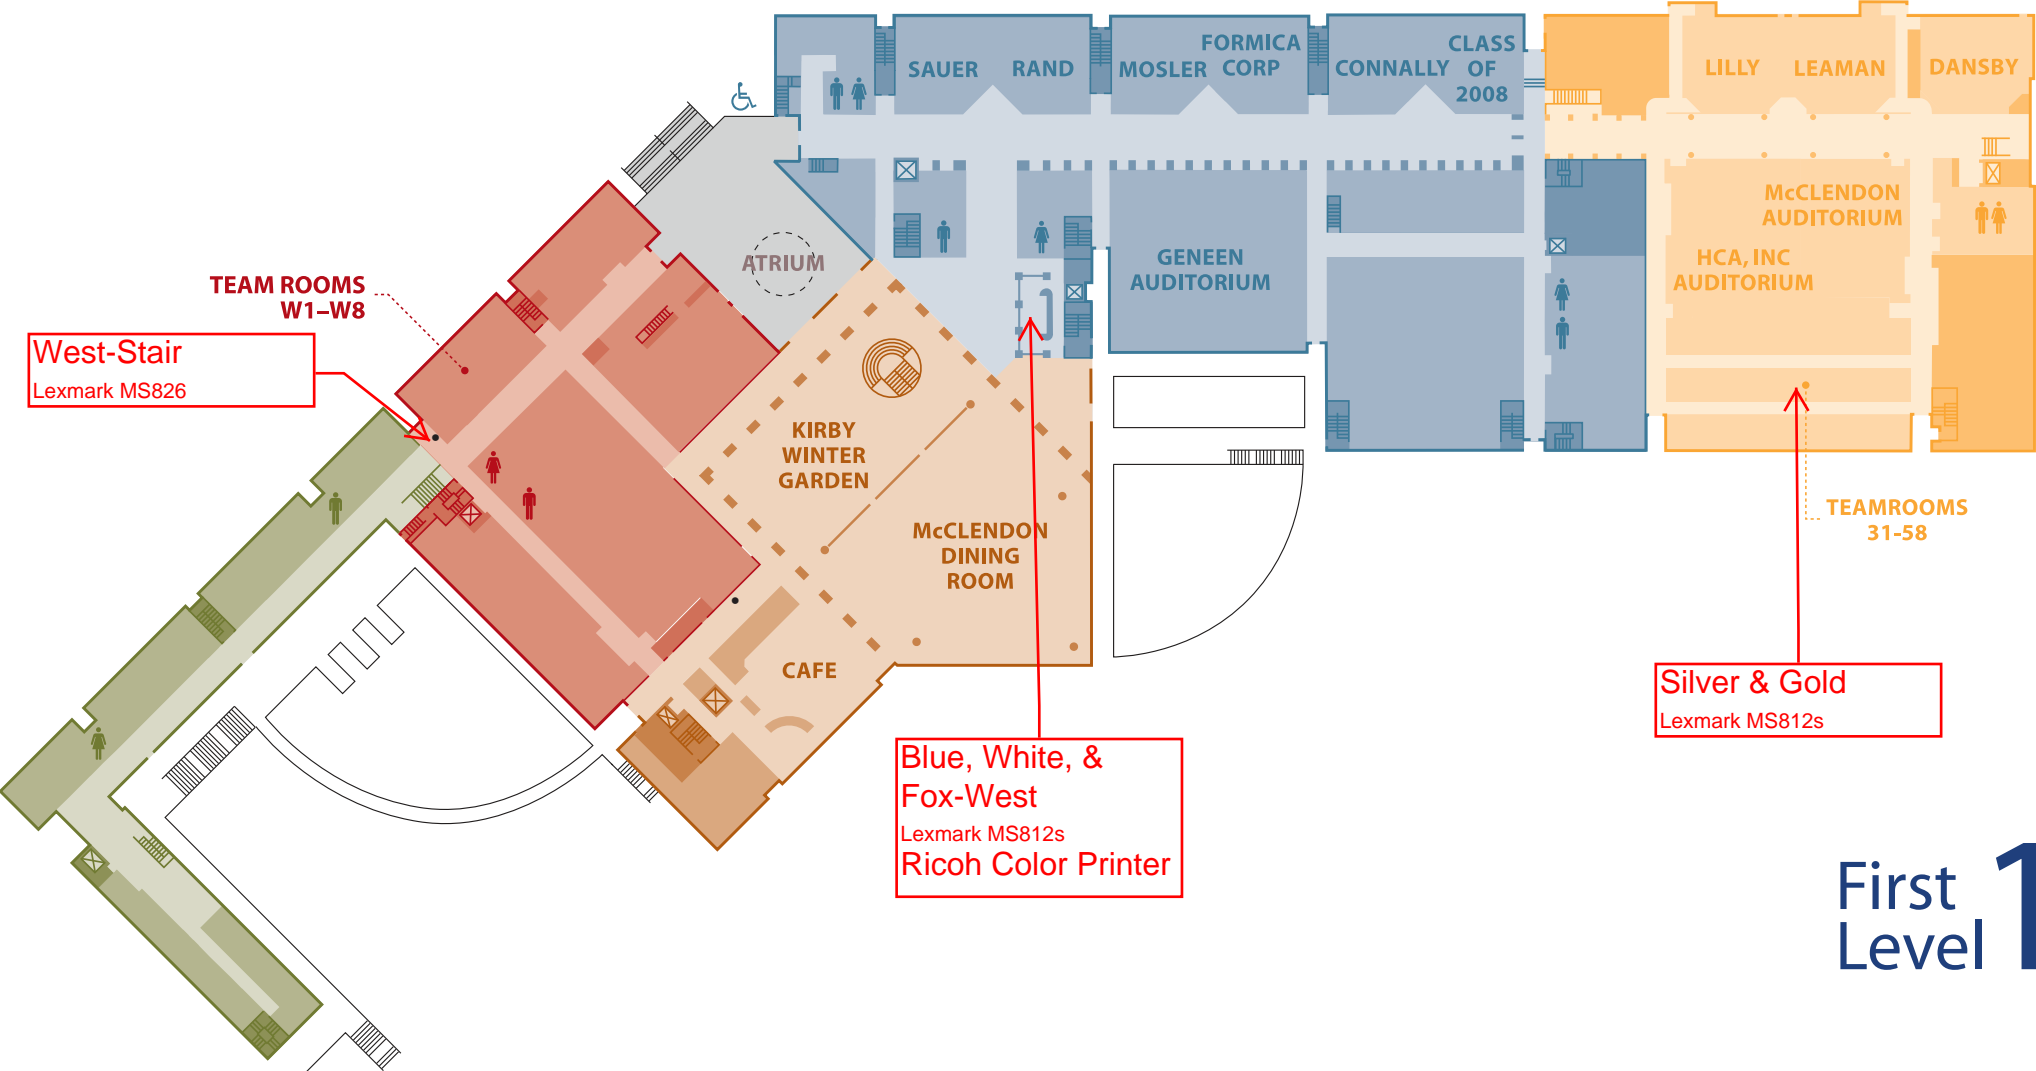 SAUER
RAND
MOSLER
FORMICA
CORP
CONNALLY
CLASS
OF
2008
LILLY
LEAMAN
DANSBY
ATRIUM
GENEEN
AUDITORIUM
McCLENDON
AUDITORIUM
HCA, INC
AUDITORIUM
TEAM ROOMS
W1–W8
West-Stair
Lexmark MS826
KIRBY
WINTER
GARDEN
McCLENDON
DINING
ROOM
CAFE
TEAMROOMS
31-58
Silver & Gold
Lexmark MS812s
Blue, White, &
Fox-West
Lexmark MS812s
Ricoh Color Printer
First
Level 1